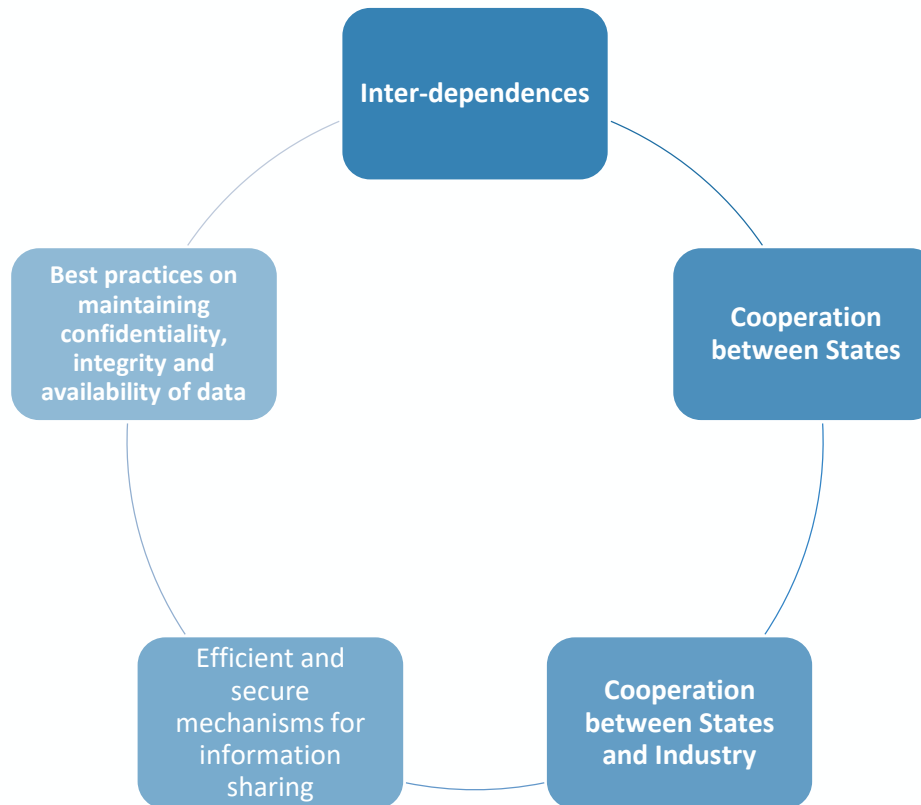 Inter-dependences
Cooperation
between States
Cooperation
between States
and Industry
Efficient and
secure
mechanisms for
information
sharing
Best practices on
maintaining
confidentiality,
integrity and
availability of data